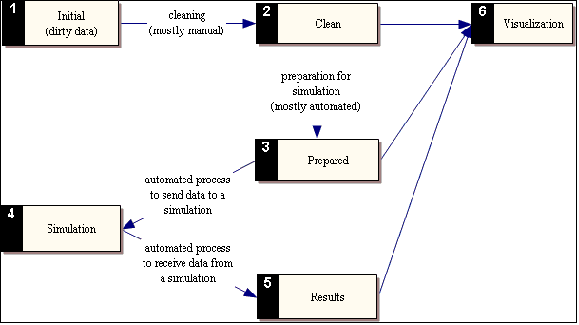 1
Initial
(dirty data)
cleaning
(mostly manual)
2
Clean
6
Visualization
preparation for
simulation
(mostly automated)
3
Prepared
automated process
to send data to a
simulation
4
Simulation
automated process
to receive data from
a simulation
5
Results